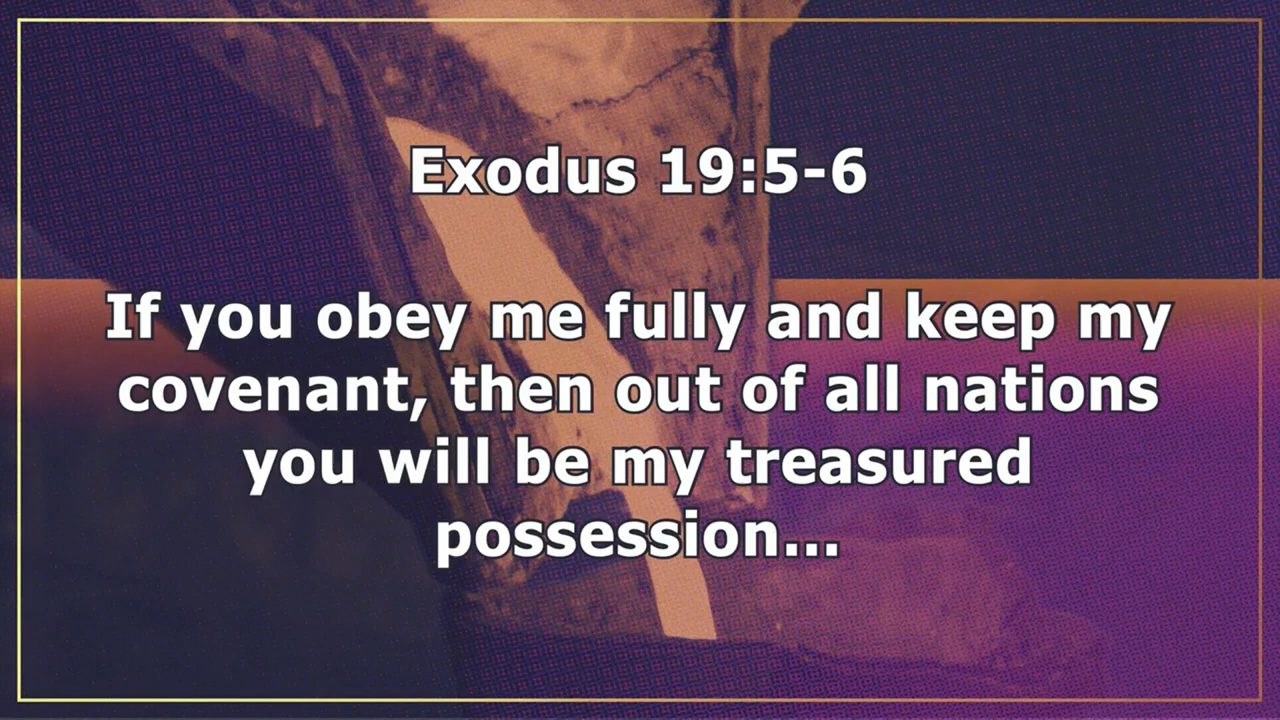 Exodus 19:5-6
If you obey me fully and keep my
covenant, then out of all nations
you will be my treasured
possession...